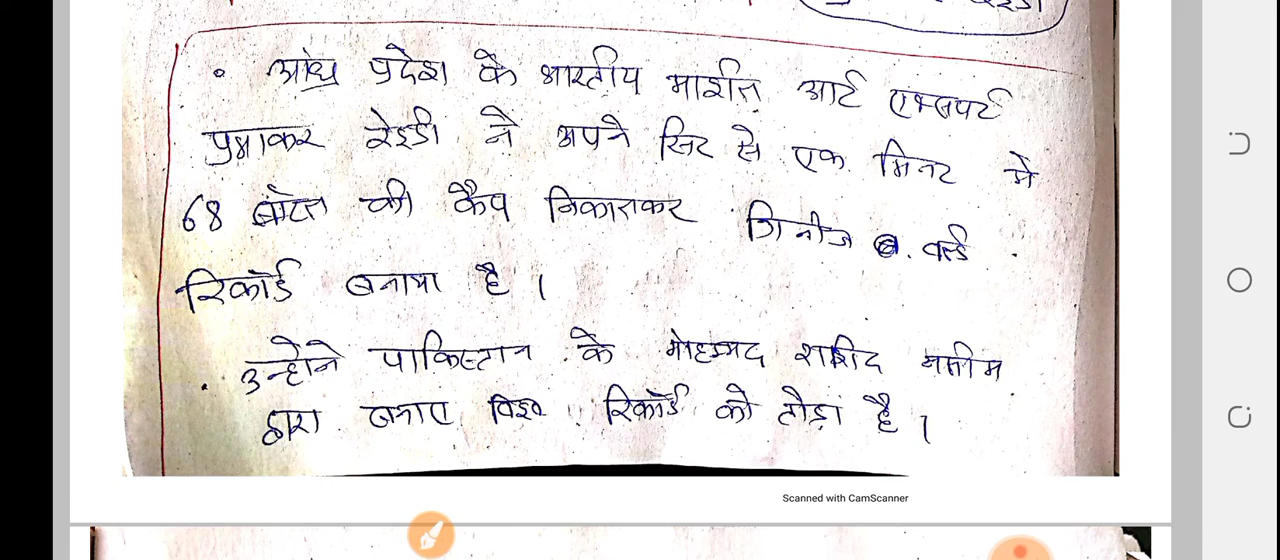 • आंध्र प्रदेश के भारतीय मार्शल आर्ट एक्सपर्ट
प्रभाकर रेड्डी ने अपने सिर से एक मिनट में
68 बोटल की कैप निकालकर गिनीज वर्ल्ड
रिकॉर्ड बनाया है।
• उन्होंने पाकिस्तान के मोहम्मद राशिद नसीम
द्वारा बनाए विश्व रिकॉर्ड को तोड़ा है।
Scanned with CamScanner